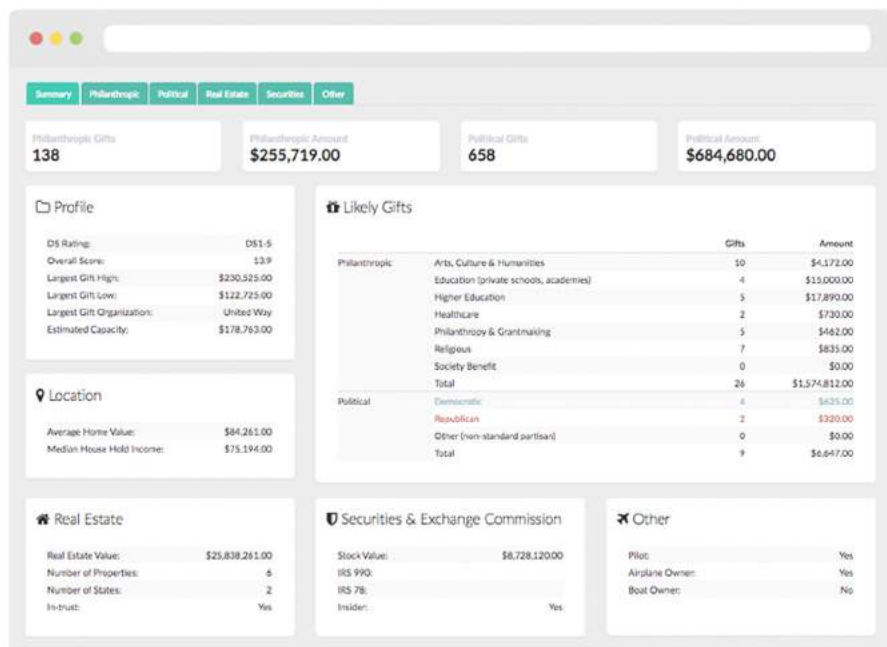 Summary Philanthropic Political Real Estate Securities Other
Philanthropic Gifts
138
Philanthropic Amount
$255,719.00
Political Gifts
658
Political Amount
$684,680.00
Profile
DS Rating: DS1-5
Overall Score: 13.9
Largest Gift High: $230,525.00
Largest Gift Low: $122,725.00
Largest Gift Organization: United Way
Estimated Capacity: $178,763.00
Location
Average Home Value: $84,261.00
Median House Hold Income: $75,194.00
Likely Gifts
Gifts Amount
Philanthropic Arts, Culture & Humanities 10 $4,172.00
Education (private schools, academies) 4 $15,000.00
Higher Education 5 $17,890.00
Healthcare 2 $730.00
Philanthropy & Grantmaking 5 $462.00
Religious 7 $835.00
Society Benefit 0 $0.00
Total 26 $1,574,812.00
Political Democratic 4 $625.00
Republican 2 $320.00
Other (non-standard partisan) 0 $0.00
Total 9 $6,647.00
Real Estate
Real Estate Value: $25,838,261.00
Number of Properties: 6
Number of States: 2
In-trust: Yes
Securities & Exchange Commission
Stock Value: $8,728,120.00
IRS 990:
IRS 78:
Insider: Yes
Other
Pilot: Yes
Airplane Owner: Yes
Boat Owner: No